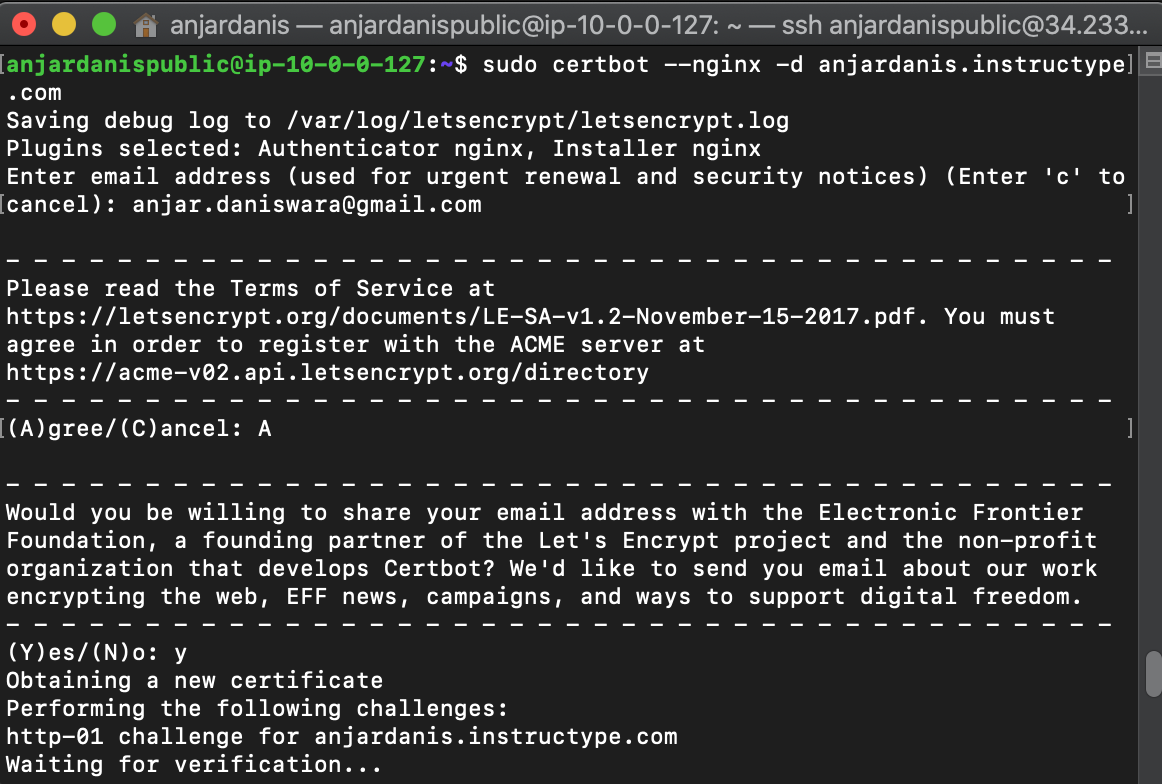 anjardanis — anjardanispublic@ip-10-0-0-127: ~ — ssh anjardanispublic@34.233...
[anjardanispublic@ip-10-0-0-127:~$ sudo certbot --nginx -d anjardanis.instructype]
.com
Saving debug log to /var/log/letsencrypt/letsencrypt.log
Plugins selected: Authenticator nginx, Installer nginx
Enter email address (used for urgent renewal and security notices) (Enter 'c' to
[cancel): anjar.daniswara@gmail.com ]
- - - - - - - - - - - - - - - - - - - - - - - - - - - - - - - - - - - - - - - -
Please read the Terms of Service at
https://letsencrypt.org/documents/LE-SA-v1.2-November-15-2017.pdf. You must
agree in order to register with the ACME server at
https://acme-v02.api.letsencrypt.org/directory
- - - - - - - - - - - - - - - - - - - - - - - - - - - - - - - - - - - - - - - -
[(A)gree/(C)ancel: A ]
- - - - - - - - - - - - - - - - - - - - - - - - - - - - - - - - - - - - - - - -
Would you be willing to share your email address with the Electronic Frontier
Foundation, a founding partner of the Let's Encrypt project and the non-profit
organization that develops Certbot? We'd like to send you email about our work
encrypting the web, EFF news, campaigns, and ways to support digital freedom.
- - - - - - - - - - - - - - - - - - - - - - - - - - - - - - - - - - - - - - - -
(Y)es/(N)o: y
Obtaining a new certificate
Performing the following challenges:
http-01 challenge for anjardanis.instructype.com
Waiting for verification...